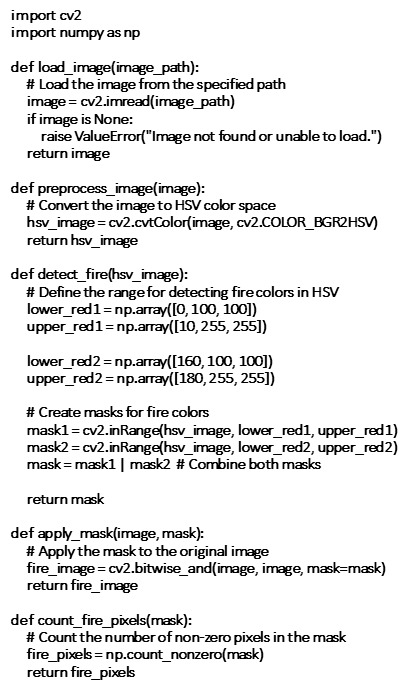 import cv2
import numpy as np

def load_image(image_path):
    # Load the image from the specified path
    image = cv2.imread(image_path)
    if image is None:
        raise ValueError("Image not found or unable to load.")
    return image

def preprocess_image(image):
    # Convert the image to HSV color space
    hsv_image = cv2.cvtColor(image, cv2.COLOR_BGR2HSV)
    return hsv_image

def detect_fire(hsv_image):
    # Define the range for detecting fire colors in HSV
    lower_red1 = np.array([0, 100, 100])
    upper_red1 = np.array([10, 255, 255])

    lower_red2 = np.array([160, 100, 100])
    upper_red2 = np.array([180, 255, 255])

    # Create masks for fire colors
    mask1 = cv2.inRange(hsv_image, lower_red1, upper_red1)
    mask2 = cv2.inRange(hsv_image, lower_red2, upper_red2)
    mask = mask1 | mask2  # Combine both masks

    return mask

def apply_mask(image, mask):
    # Apply the mask to the original image
    fire_image = cv2.bitwise_and(image, image, mask=mask)
    return fire_image

def count_fire_pixels(mask):
    # Count the number of non-zero pixels in the mask
    fire_pixels = np.count_nonzero(mask)
    return fire_pixels